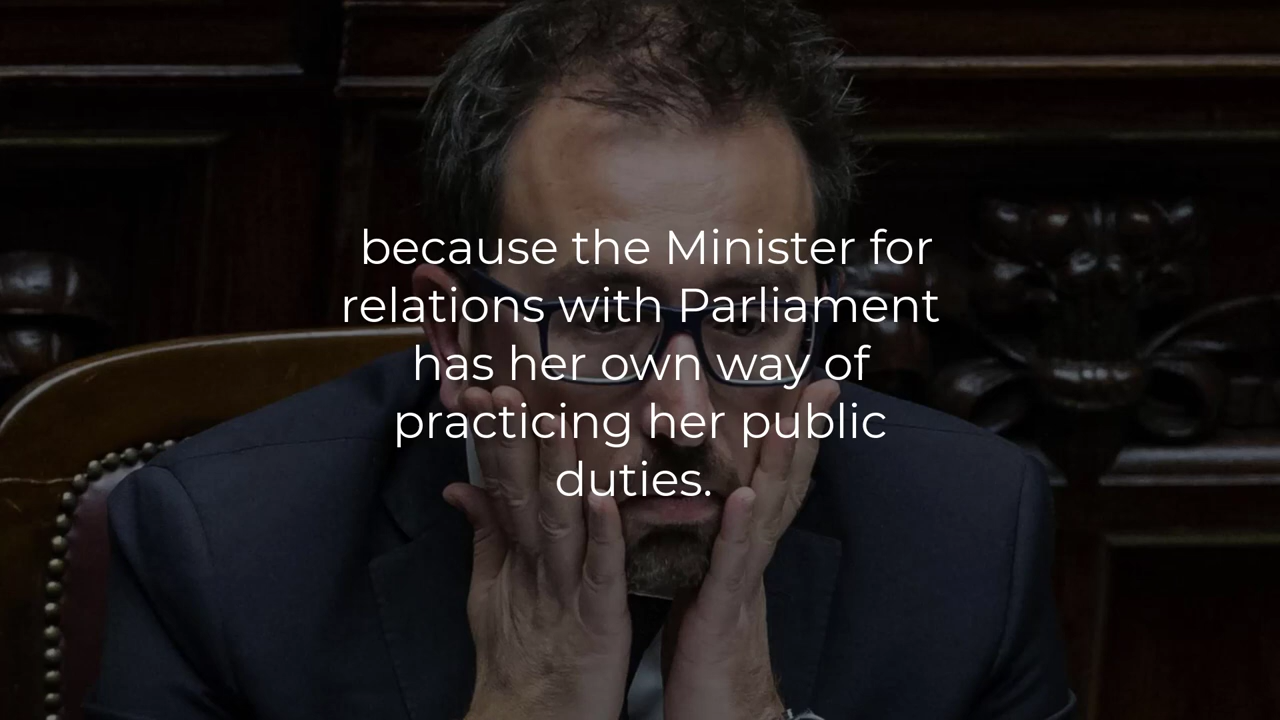 because the Minister for
relations with Parliament
has her own way of
practicing her public
duties.